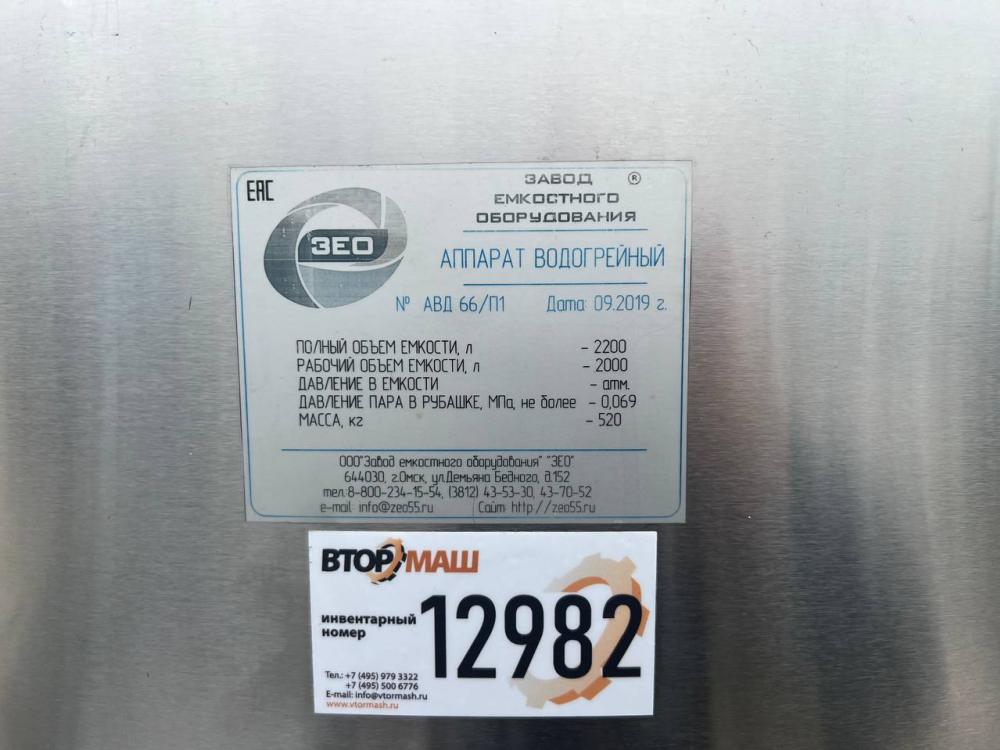 EAC
ЗЕО
ЗАВОД ®
ЕМКОСТНОГО
ОБОРУДОВАНИЯ
АППАРАТ ВОДОГРЕЙНЫЙ
№ АВД 66/П1 Дата: 09.2019 г.
ПОЛНЫЙ ОБЪЕМ ЕМКОСТИ, л - 2200
РАБОЧИЙ ОБЪЕМ ЕМКОСТИ, л - 2000
ДАВЛЕНИЕ В ЕМКОСТИ - атм.
ДАВЛЕНИЕ ПАРА В РУБАШКЕ, МПа, не более - 0,069
МАССА, кг - 520
ООО"Завод емкостного оборудования" "ЗЕО"
644030, г.Омск, ул.Демьяна Бедного, д.152
тел.:8-800-234-15-54, (3812) 43-53-30, 43-70-52
e-mail: info@zeo55.ru Сайт: http://zeo55.ru
ВТОРМАШ
инвентарный
номер
12982
Тел.: +7 (495) 979 3322
+7 (495) 500 6776
E-mail: info@vtormash.ru
www.vtormash.ru